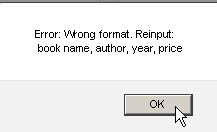 Error: Wrong format. Reinput:
book name, author, year, price
OK